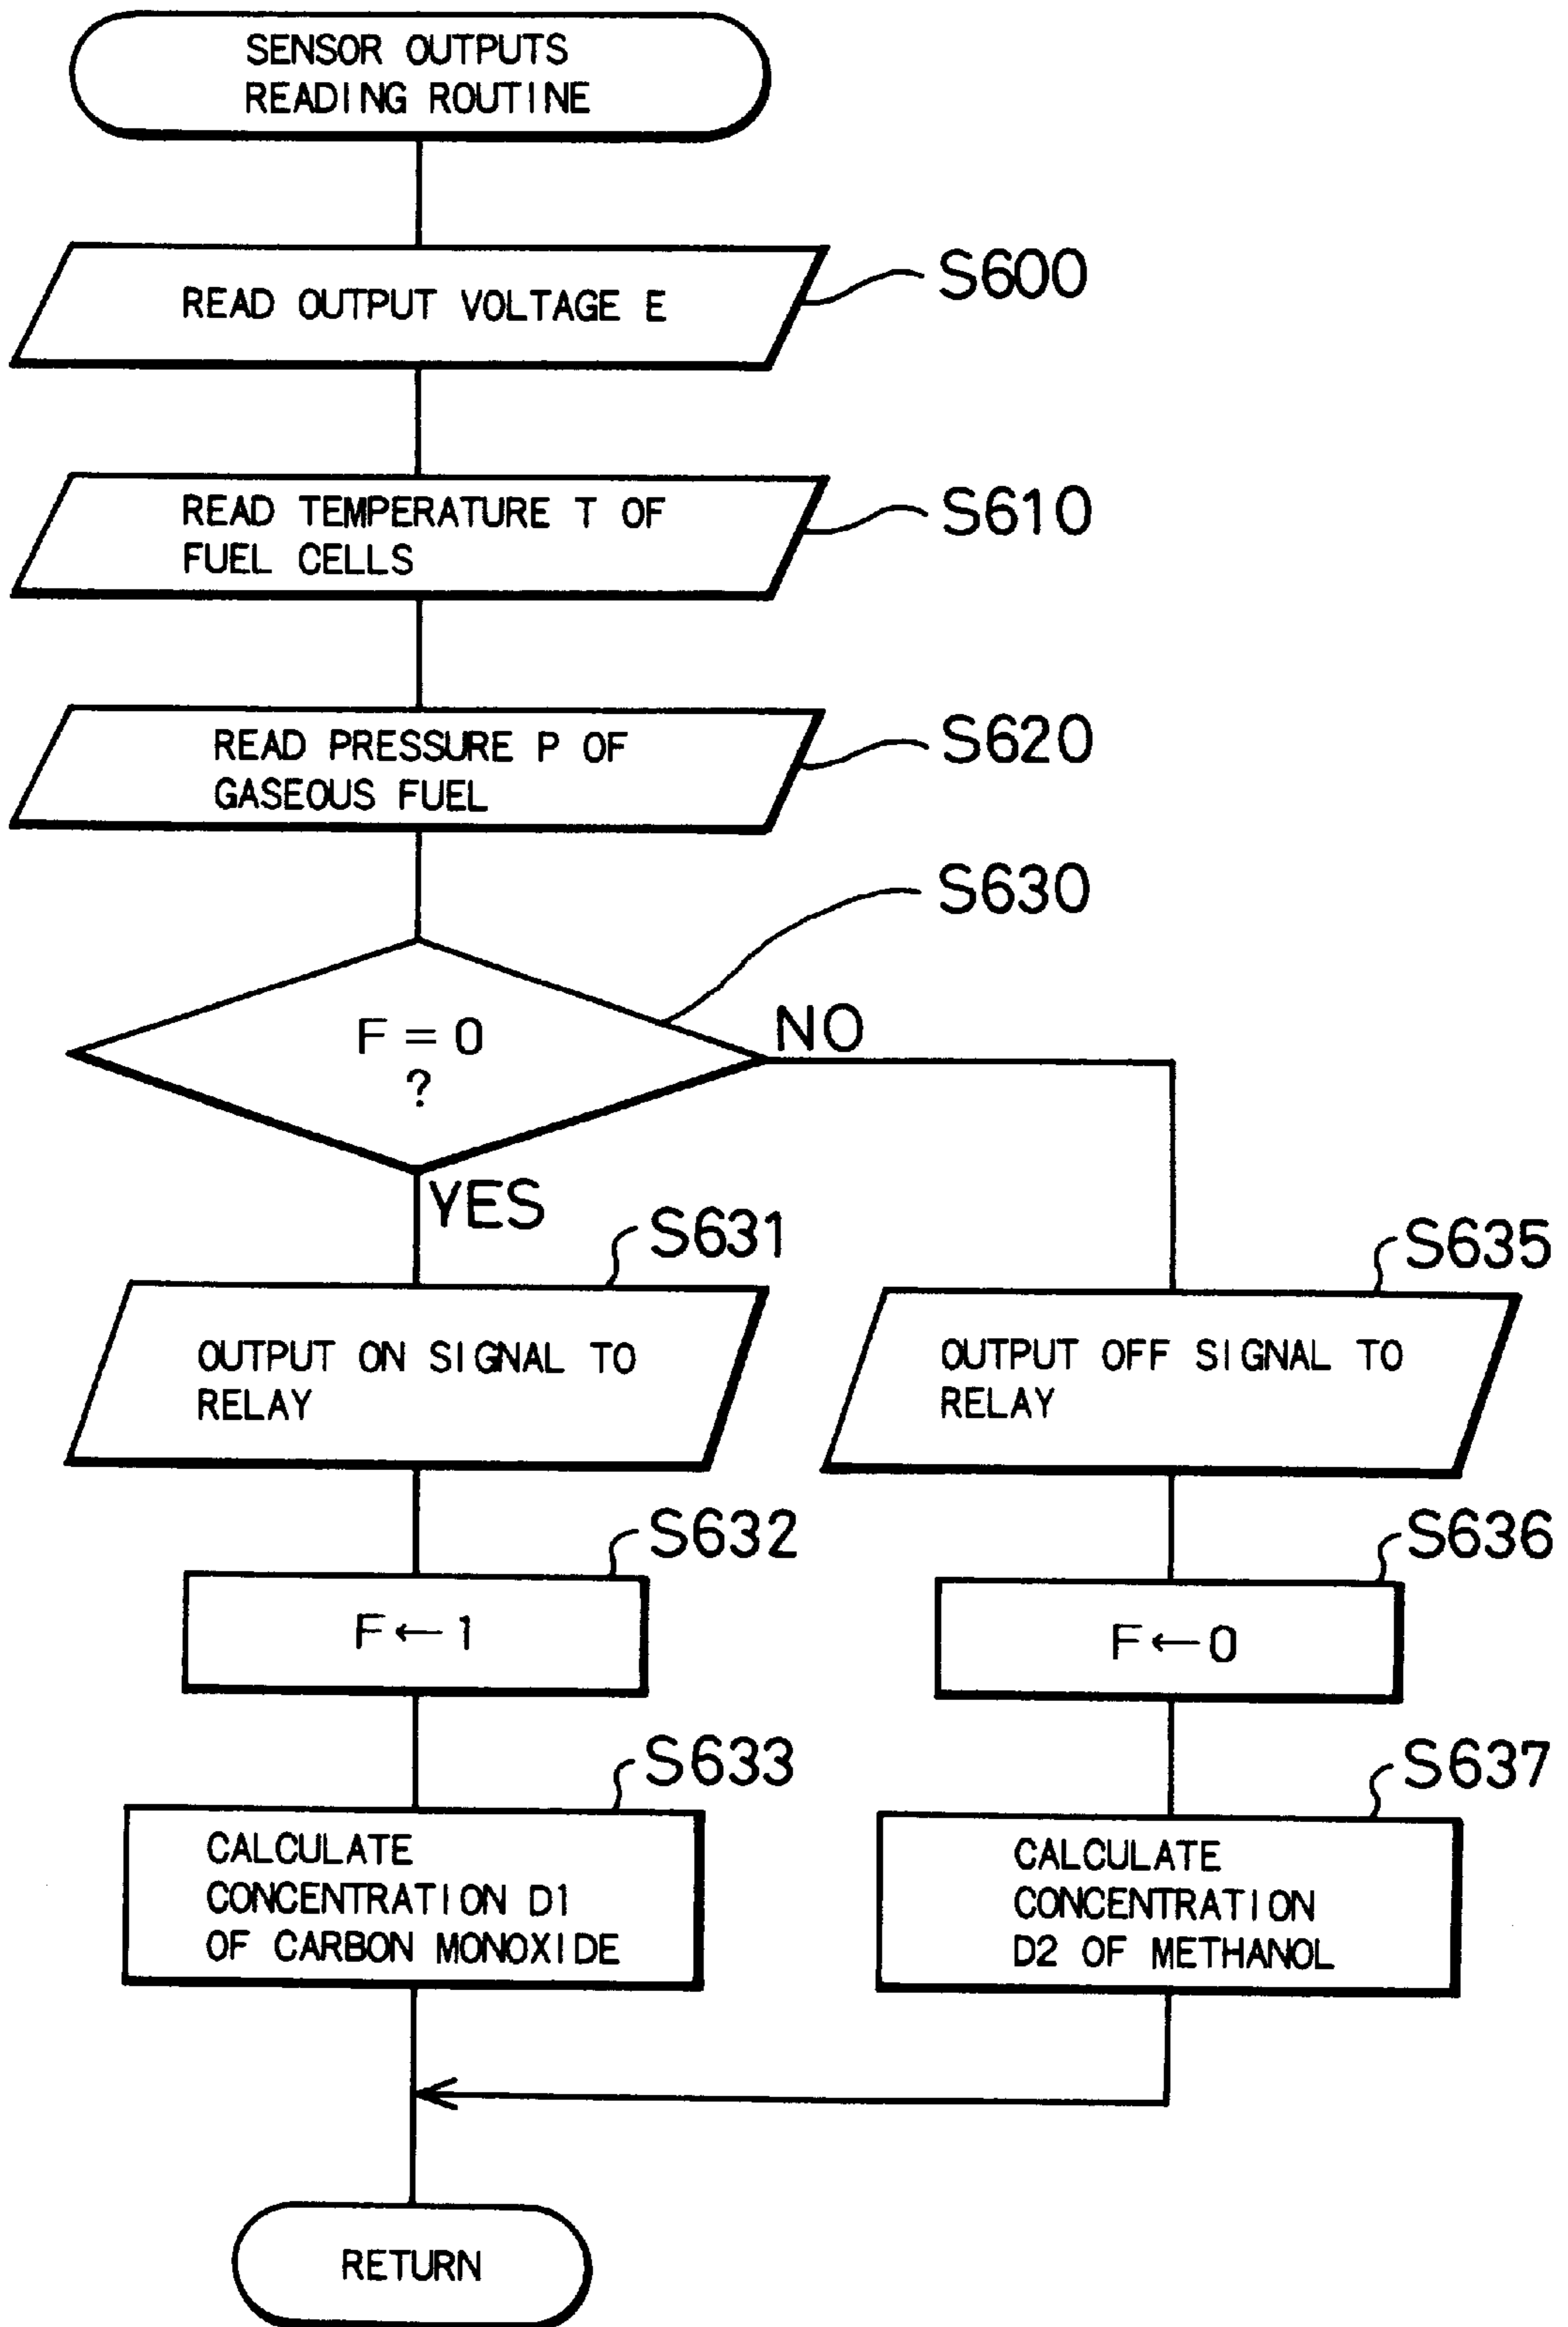 SENSOR OUTPUTS
READING ROUTINE
READ OUTPUT VOLTAGE E
S600
READ TEMPERATURE T OF
FUEL CELLS
S610
READ PRESSURE P OF
GASEOUS FUEL
S620
S630
F = 0
?
NO
YES
S631
OUTPUT ON SIGNAL TO
RELAY
S635
OUTPUT OFF SIGNAL TO
RELAY
S632
F ← 1
S636
F ← 0
S633
CALCULATE
CONCENTRATION D1
OF CARBON MONOXIDE
S637
CALCULATE
CONCENTRATION
D2 OF METHANOL
RETURN